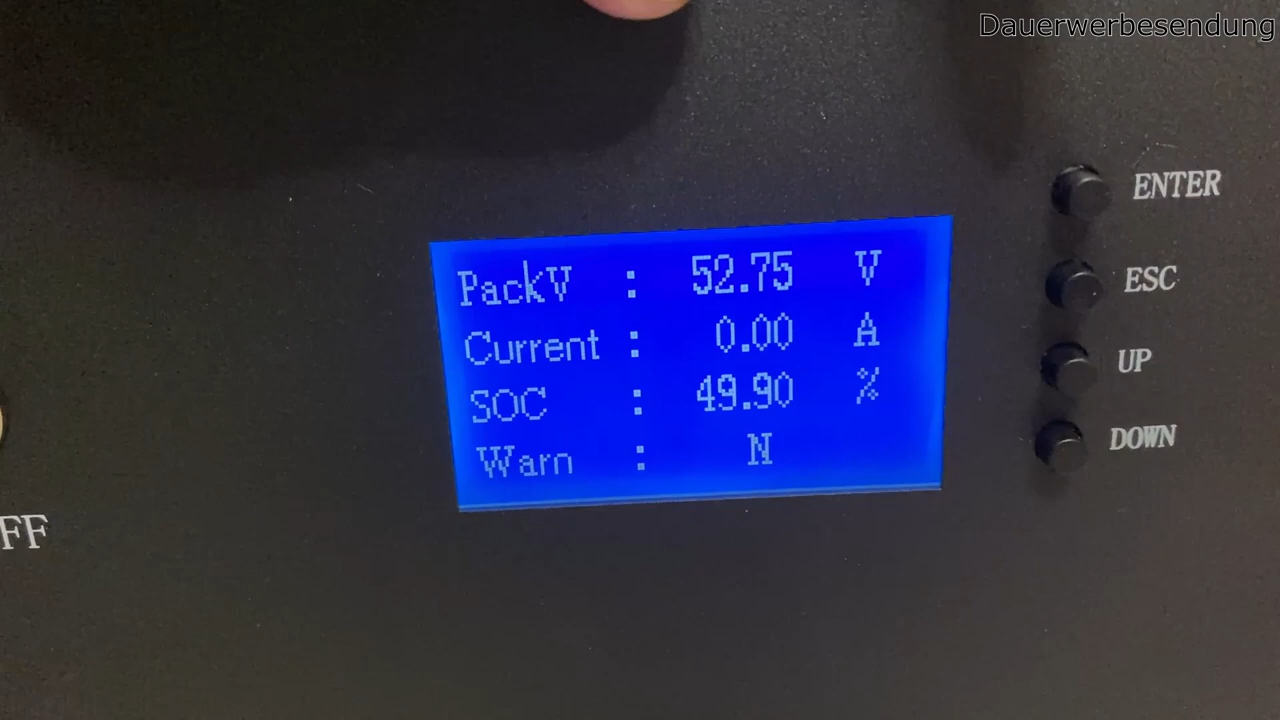 Dauerwerbesendung
ENTER
ESC
UP
DOWN
PackV : 52.75 V
Current : 0.00 A
SOC : 49.90 %
Warn : N
FF